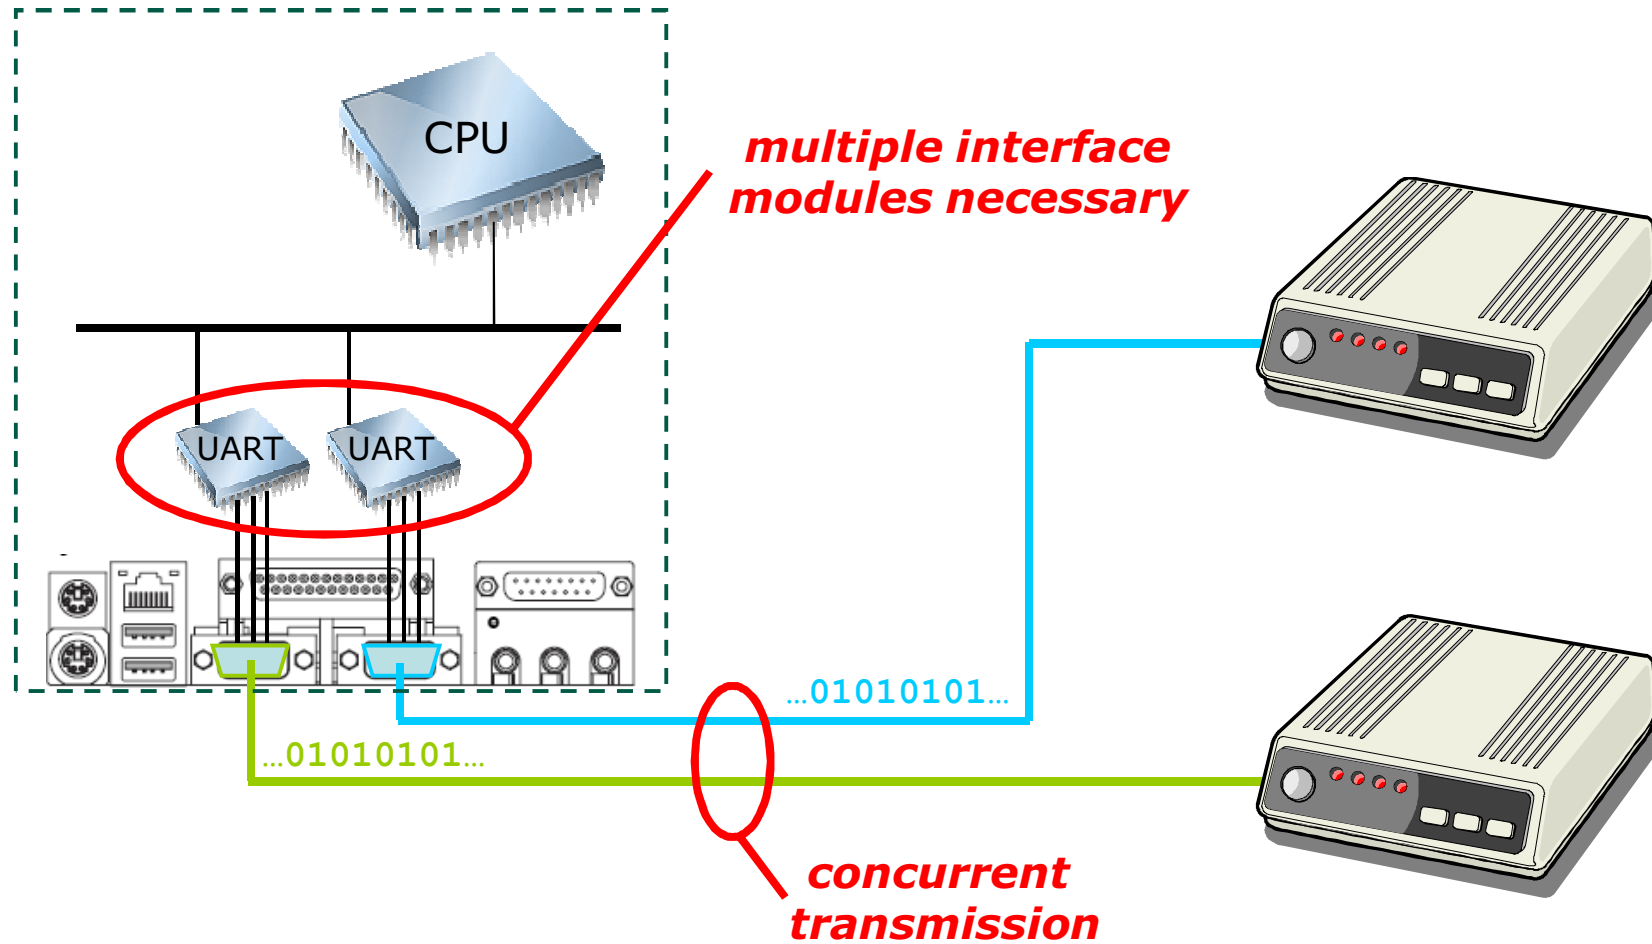 CPU
multiple interface
modules necessary
UART
UART
...01010101...
...01010101...
concurrent
transmission